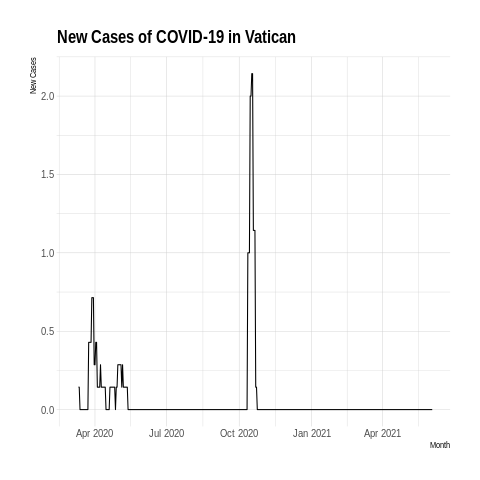 New Cases of COVID-19 in Vatican
New Cases
2.0
1.5
1.0
0.5
0.0
Apr 2020 Jul 2020 Oct 2020 Jan 2021 Apr 2021
Month